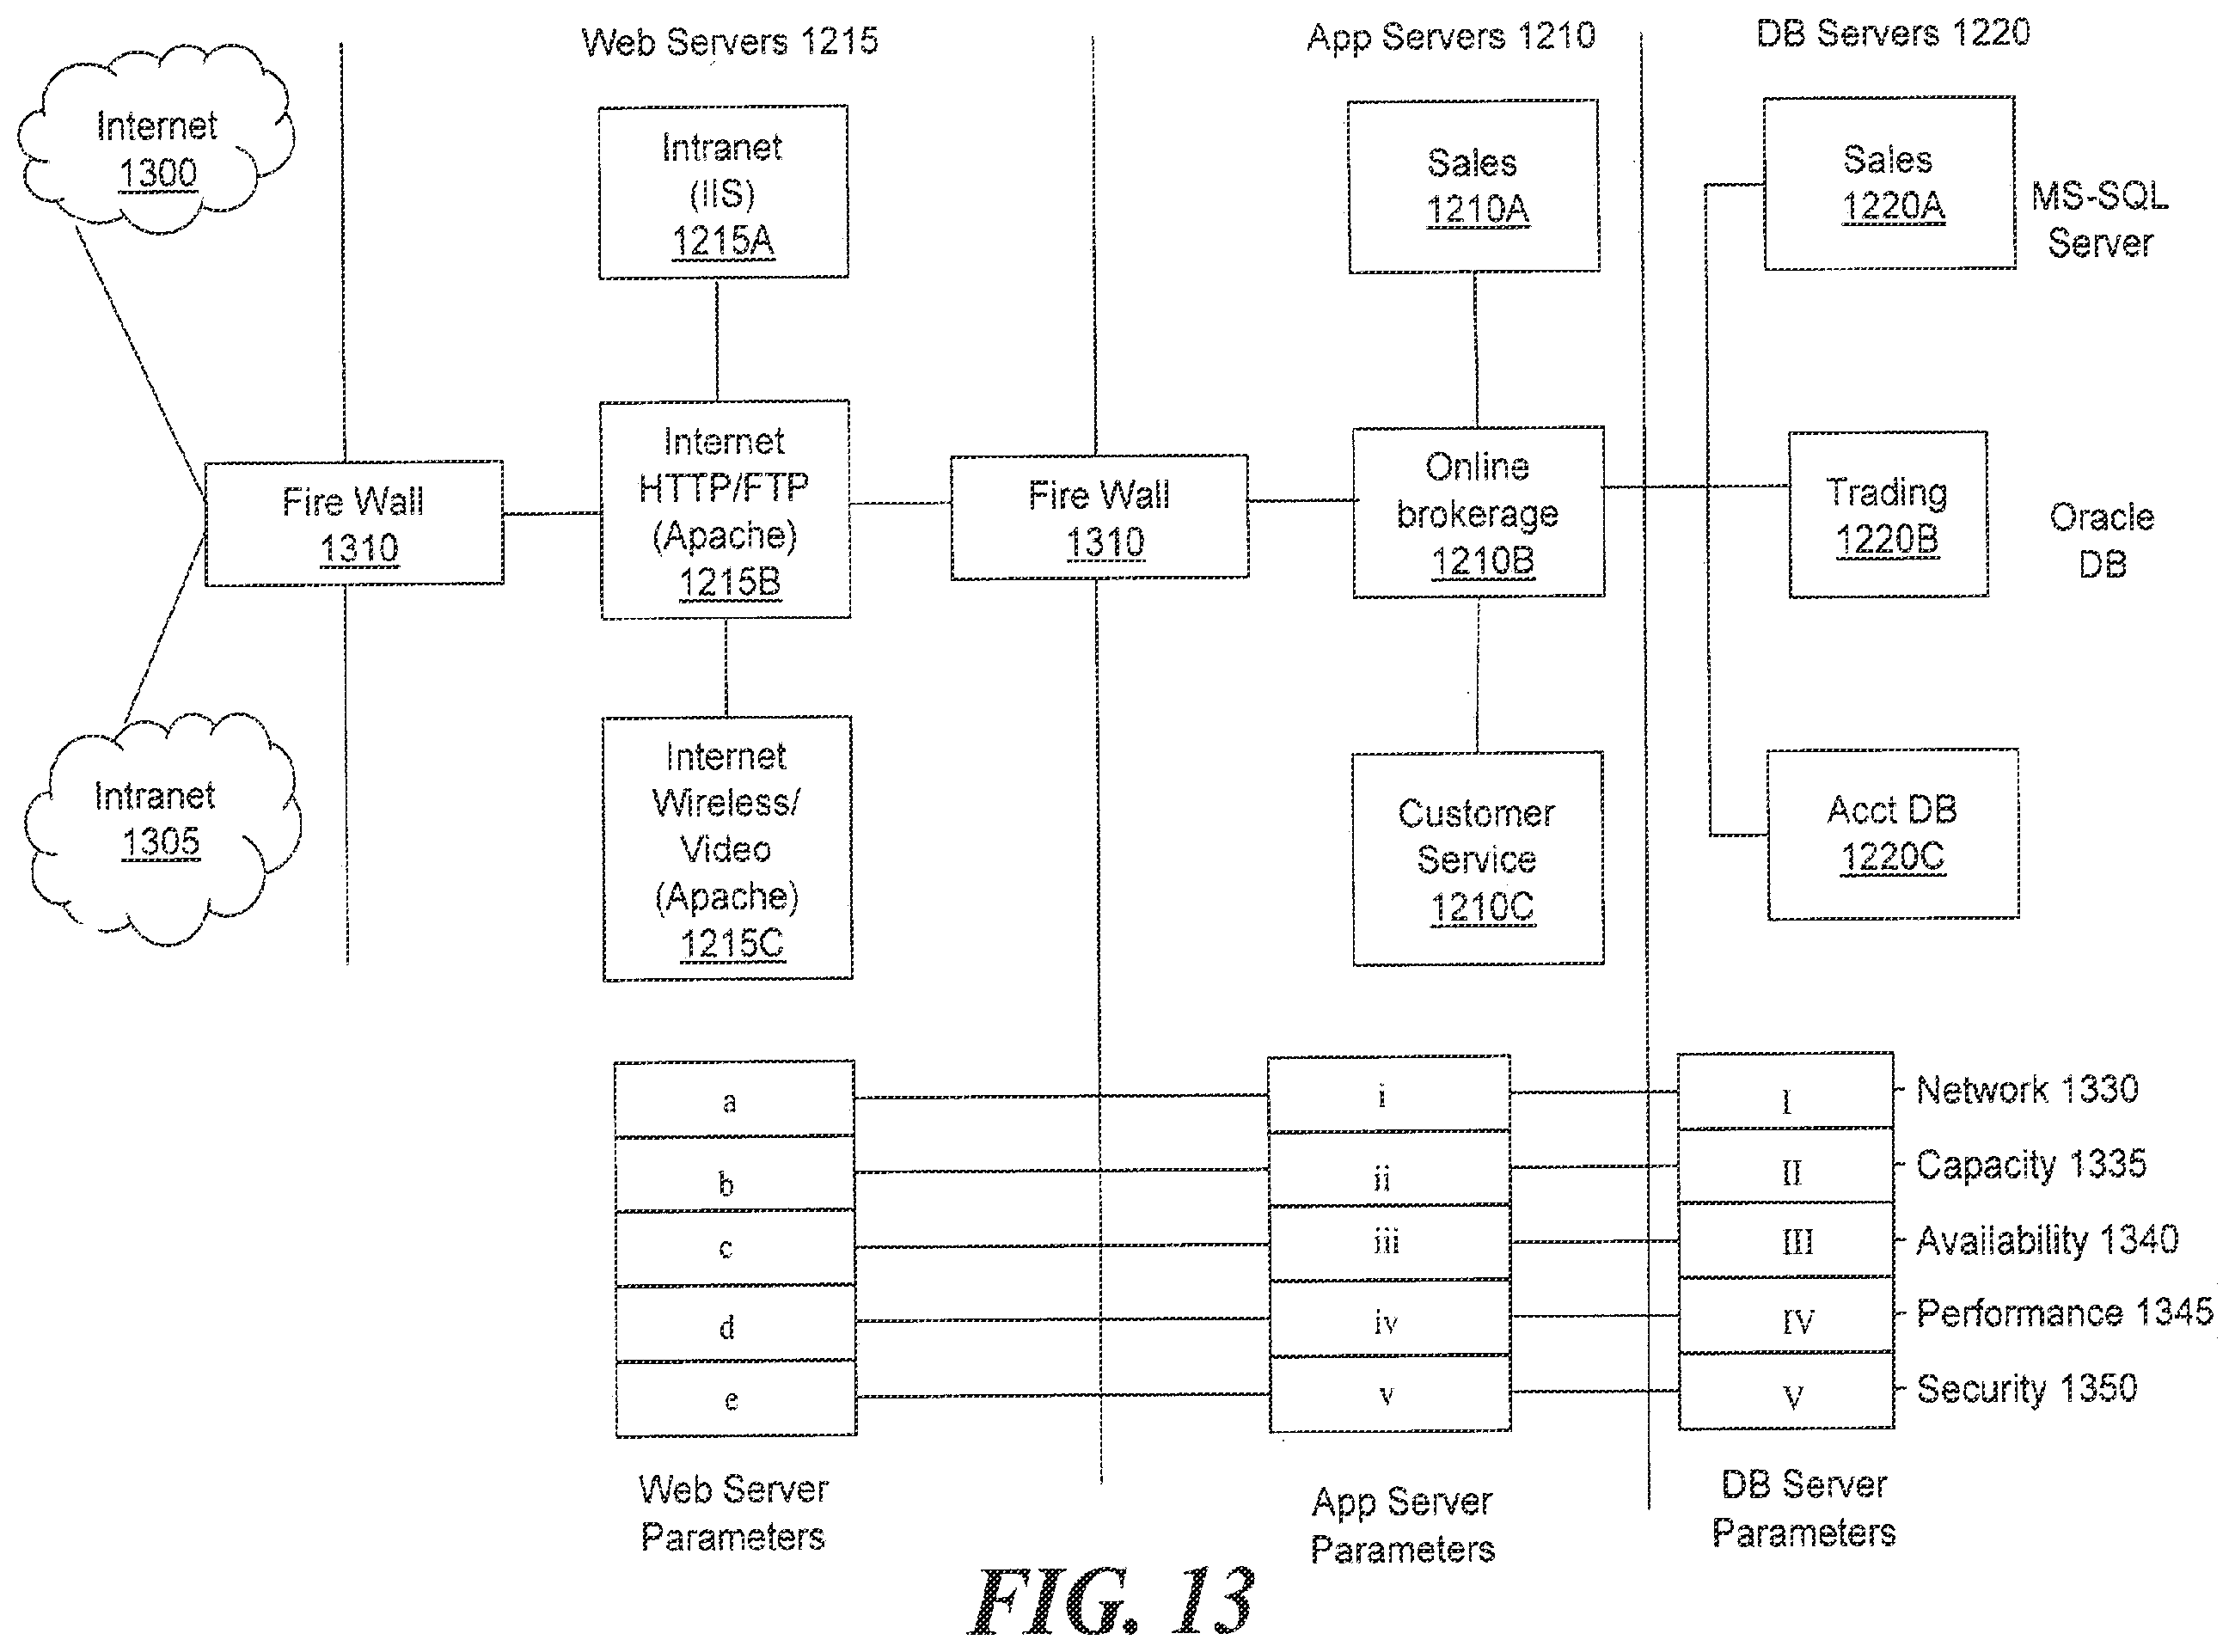 Web Servers 1215
App Servers 1210
DB Servers 1220
Internet
1300
Intranet
(IIS)
1215A
Sales
1210A
Sales
1220A
MS-SQL
Server
Fire Wall
1310
Internet
HTTP/FTP
(Apache)
1215B
Fire Wall
1310
Online
brokerage
1210B
Trading
1220B
Oracle
DB
Intranet
1305
Internet
Wireless/
Video
(Apache)
1215C
Customer
Service
1210C
Acct DB
1220C
a
i
I
Network 1330
b
ii
II
Capacity 1335
c
iii
III
Availability 1340
d
iv
IV
Performance 1345
e
v
V
Security 1350
Web Server
Parameters
App Server
Parameters
DB Server
Parameters
FIG. 13